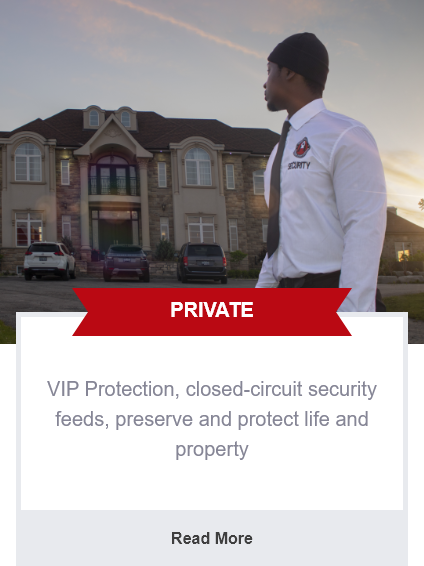 SECURITY
PRIVATE
VIP Protection, closed-circuit security
feeds, preserve and protect life and
property
Read More